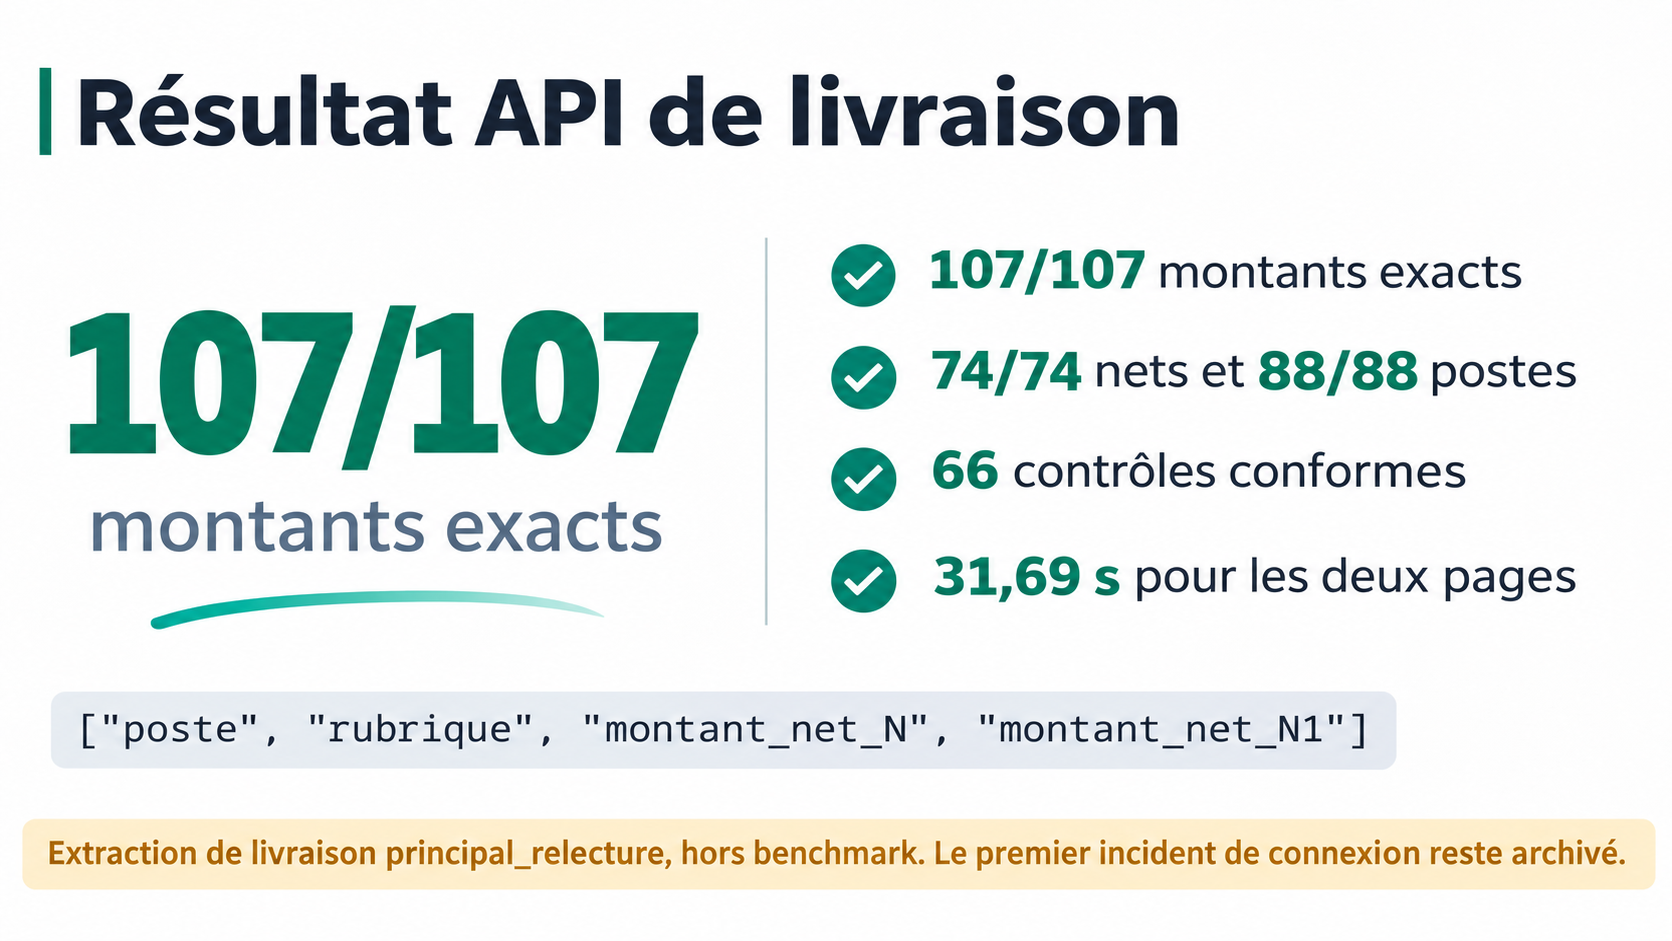 Résultat API de livraison
107/107
montants exacts
107/107 montants exacts
74/74 nets et 88/88 postes
66 contrôles conformes
31,69 s pour les deux pages
["poste", "rubrique", "montant_net_N", "montant_net_N1"]
Extraction de livraison principal_relecture, hors benchmark. Le premier incident de connexion reste archivé.